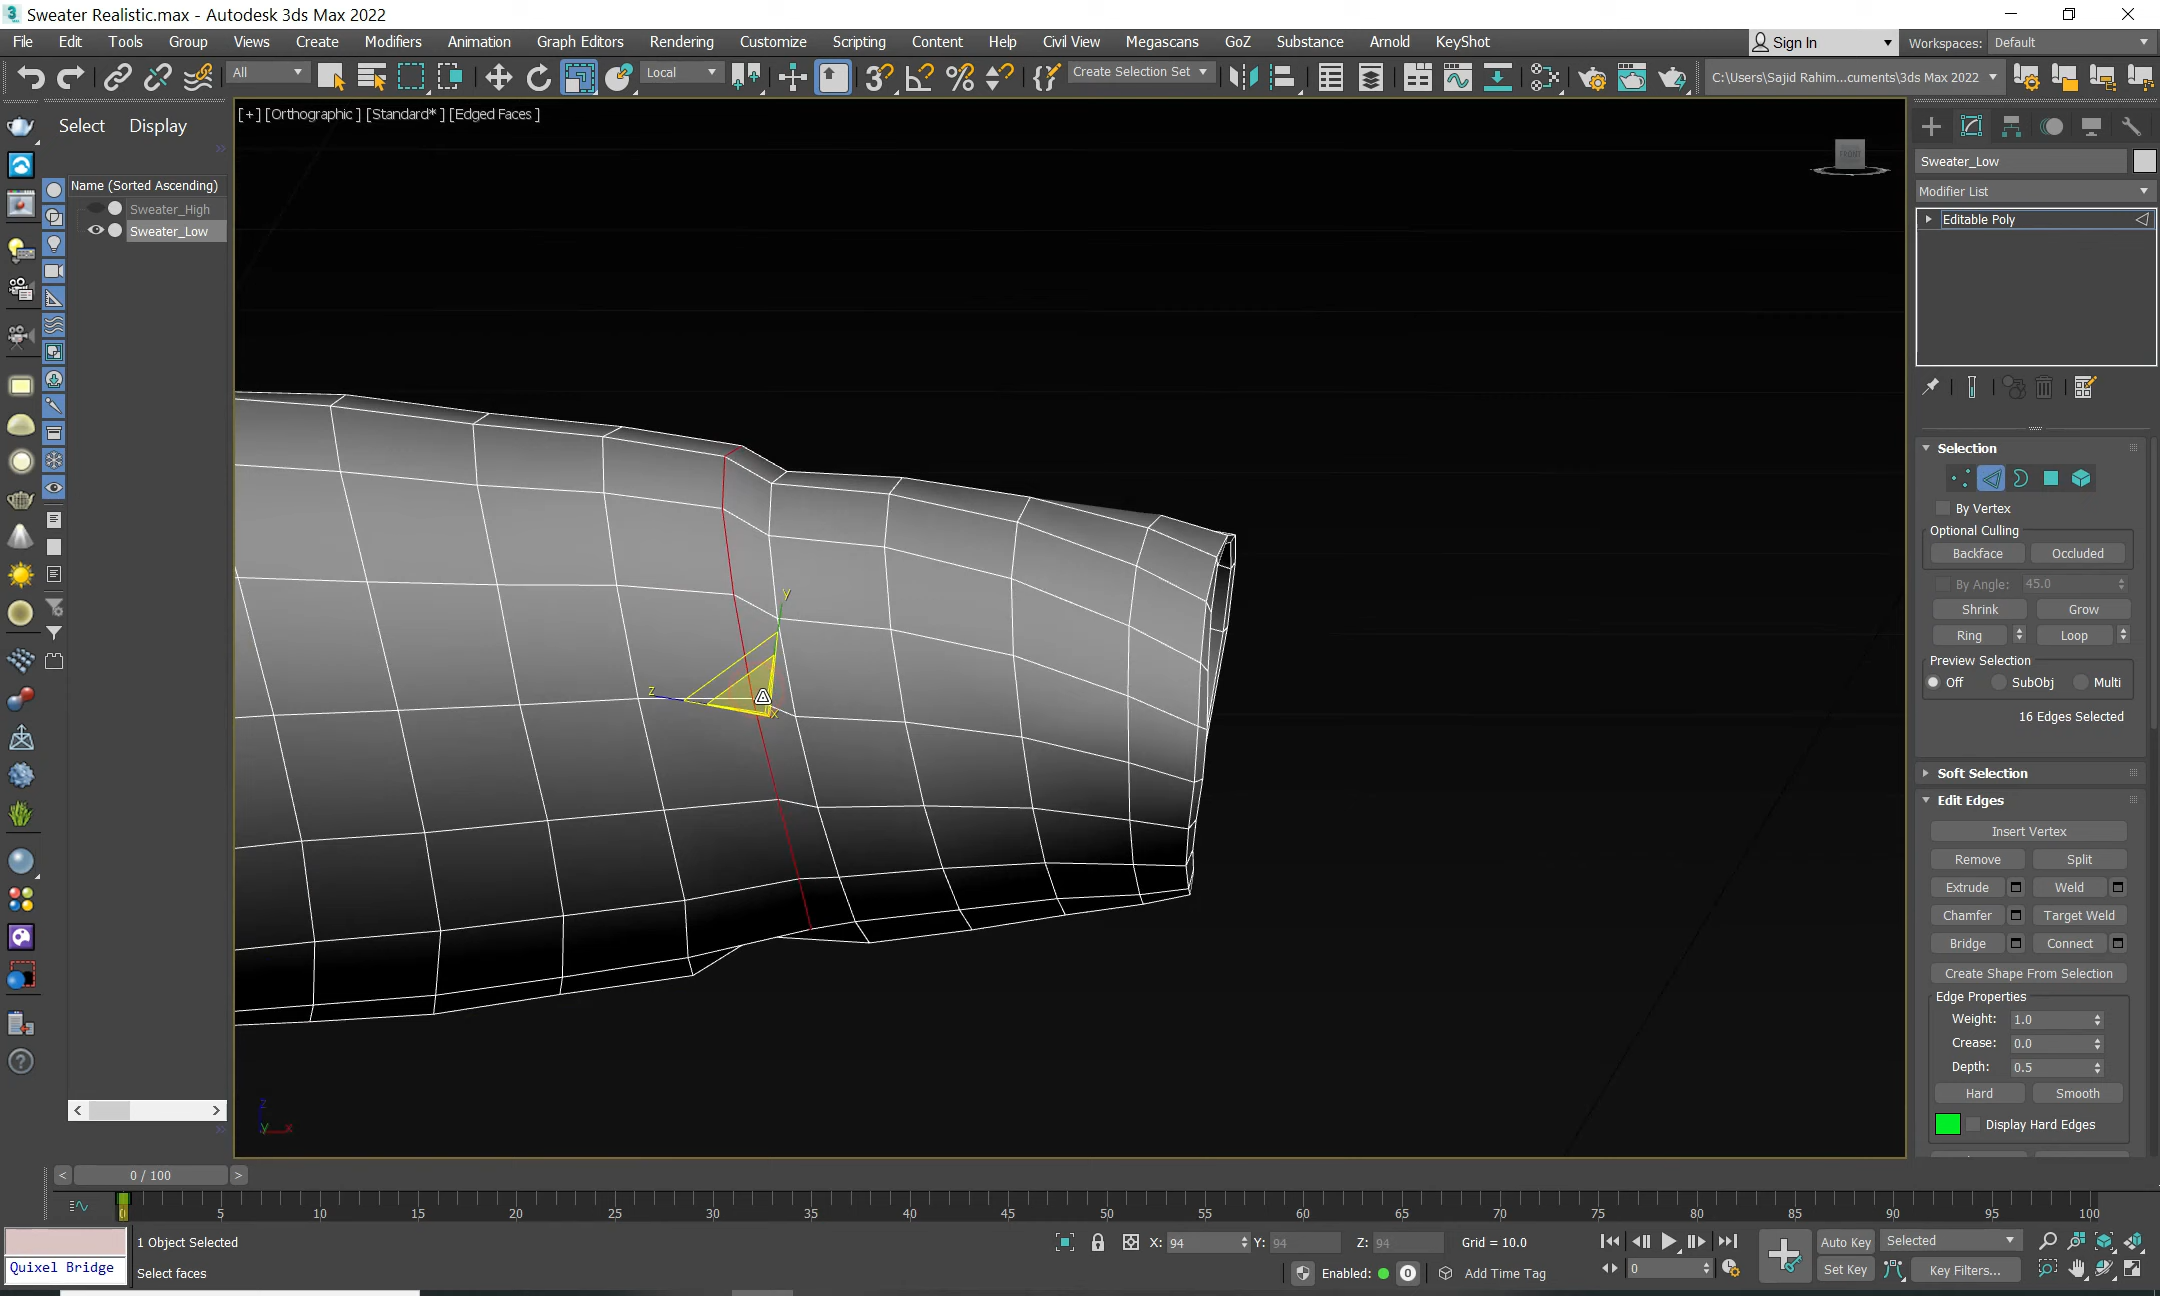 Sweater Realistic.max - Autodesk 3ds Max 2022
File Edit Tools Group Views Create Modifiers Animation Graph Editors Rendering Customize Scripting Content Help Civil View Megascans GoZ Substance Arnold KeyShot
Sign In
Workspaces: Default
All
Local
Create Selection Set
C:\Users\Sajid Rahim...cuments\3ds Max 2022
[+] [Orthographic ] [Standard* ] [Edged Faces ]
Select Display
Name (Sorted Ascending)
Sweater_High
Sweater_Low
FRONT
y
z
x
z
y x
Sweater_Low
Modifier List
Editable Poly
Selection
By Vertex
Optional Culling
Backface Occluded
By Angle: 45.0
Shrink Grow
Ring Loop
Preview Selection
Off SubObj Multi
16 Edges Selected
Soft Selection
Edit Edges
Insert Vertex
Remove Split
Extrude Weld
Chamfer Target Weld
Bridge Connect
Create Shape From Selection
Edge Properties
Weight: 1.0
Crease: 0.0
Depth: 0.5
Hard Smooth
Display Hard Edges
< 0 / 100 >
0 5 10 15 20 25 30 35 40 45 50 55 60 65 70 75 80 85 90 95 100
1 Object Selected
X: 94 Y: 94 Z: 94 Grid = 10.0
Auto Key Selected
Quixel Bridge
Select faces
Enabled: 0 Add Time Tag
0
Set Key Key Filters...